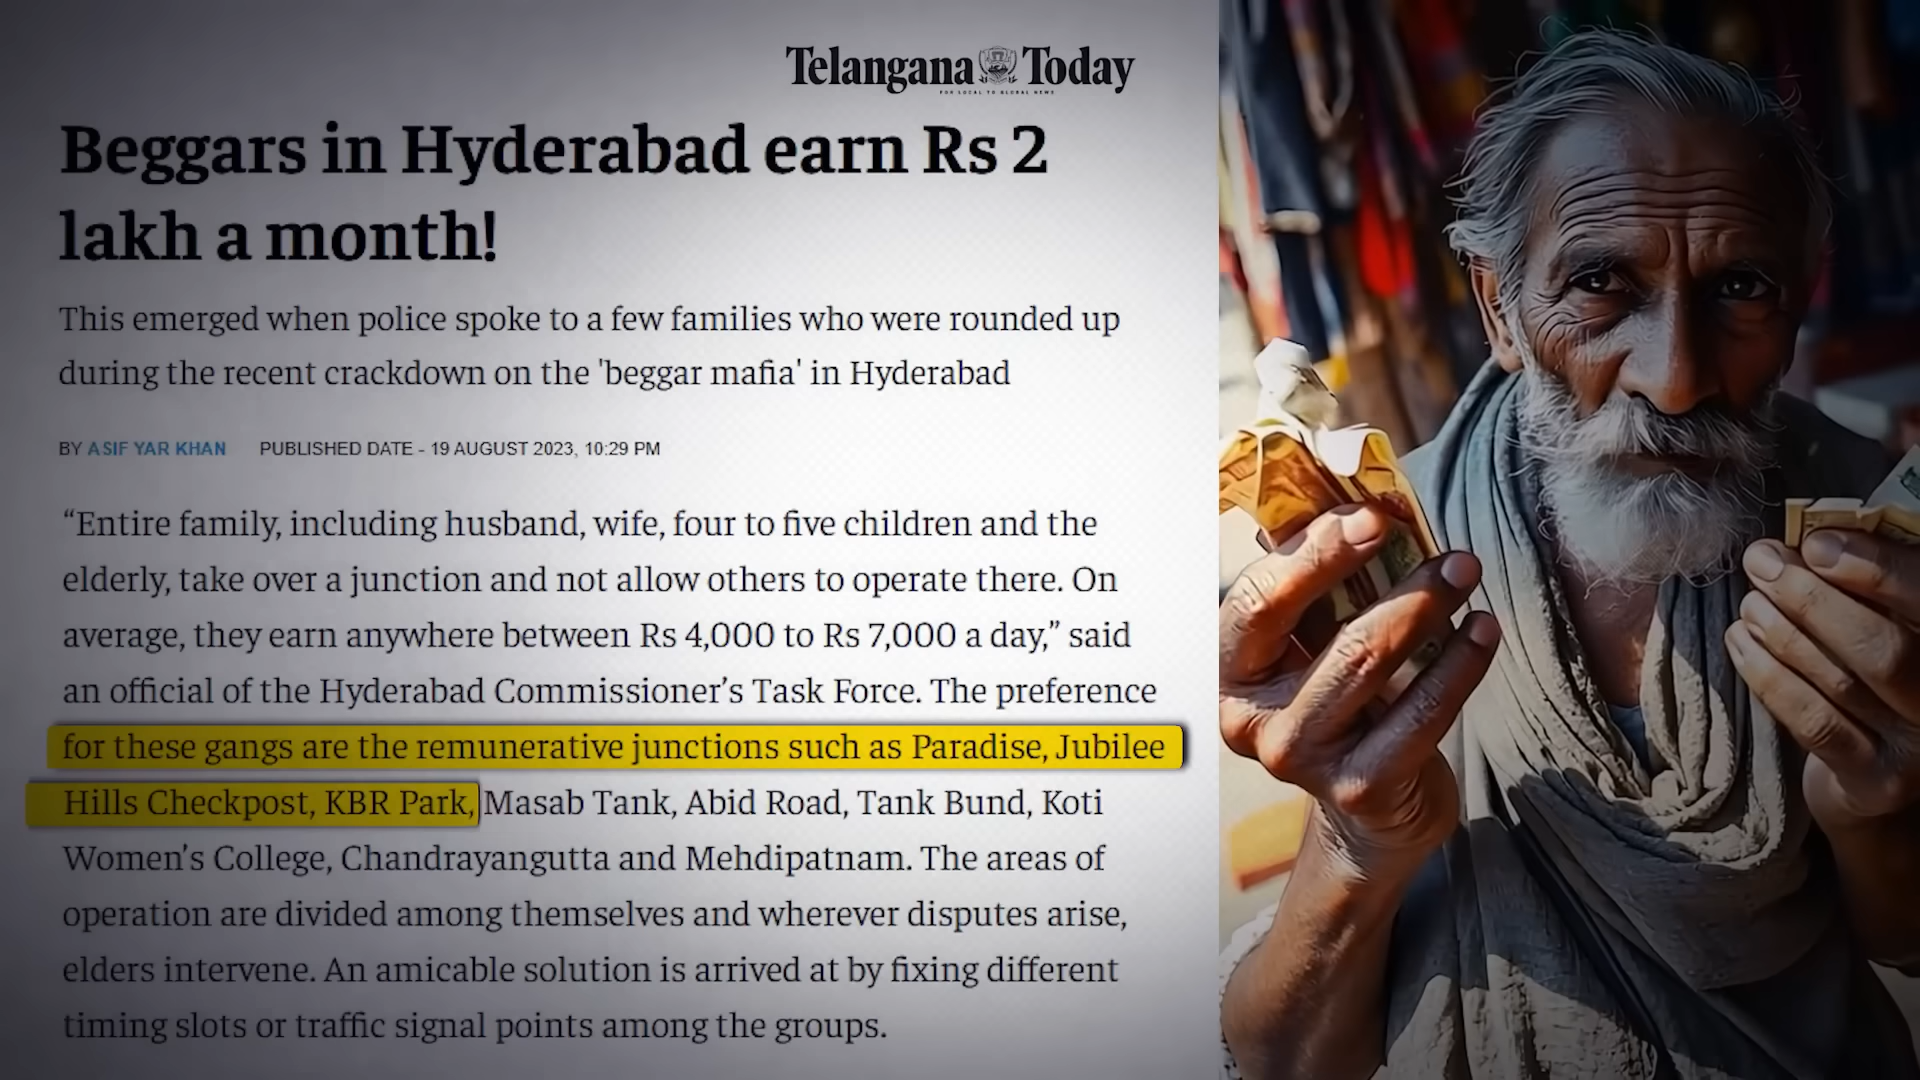 Telangana Today
FOR LOCAL TO GLOBAL NEWS
Beggars in Hyderabad earn Rs 2
lakh a month!
This emerged when police spoke to a few families who were rounded up
during the recent crackdown on the 'beggar mafia' in Hyderabad
BY ASIF YAR KHAN PUBLISHED DATE - 19 AUGUST 2023, 10:29 PM
“Entire family, including husband, wife, four to five children and the
elderly, take over a junction and not allow others to operate there. On
average, they earn anywhere between Rs 4,000 to Rs 7,000 a day,” said
an official of the Hyderabad Commissioner’s Task Force. The preference
for these gangs are the remunerative junctions such as Paradise, Jubilee
Hills Checkpost, KBR Park, Masab Tank, Abid Road, Tank Bund, Koti
Women’s College, Chandrayangutta and Mehdipatnam. The areas of
operation are divided among themselves and wherever disputes arise,
elders intervene. An amicable solution is arrived at by fixing different
timing slots or traffic signal points among the groups.